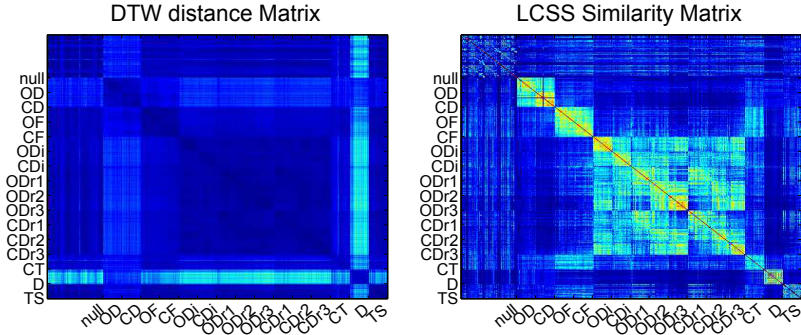 DTW distance Matrix
LCSS Similarity Matrix
null
OD
CD
OF
CF
ODi
CDi
ODr1
ODr2
ODr3
CDr1
CDr2
CDr3
CT
D
TS
null
OD
CD
OF
CF
ODi
CDi
ODr1
ODr2
ODr3
CDr1
CDr2
CDr3
CT
D
TS
null
OD
CD
OF
CF
ODi
CDi
ODr1
ODr2
ODr3
CDr1
CDr2
CDr3
CT
D
TS
null
OD
CD
OF
CF
ODi
CDi
ODr1
ODr2
ODr3
CDr1
CDr2
CDr3
CT
D
TS